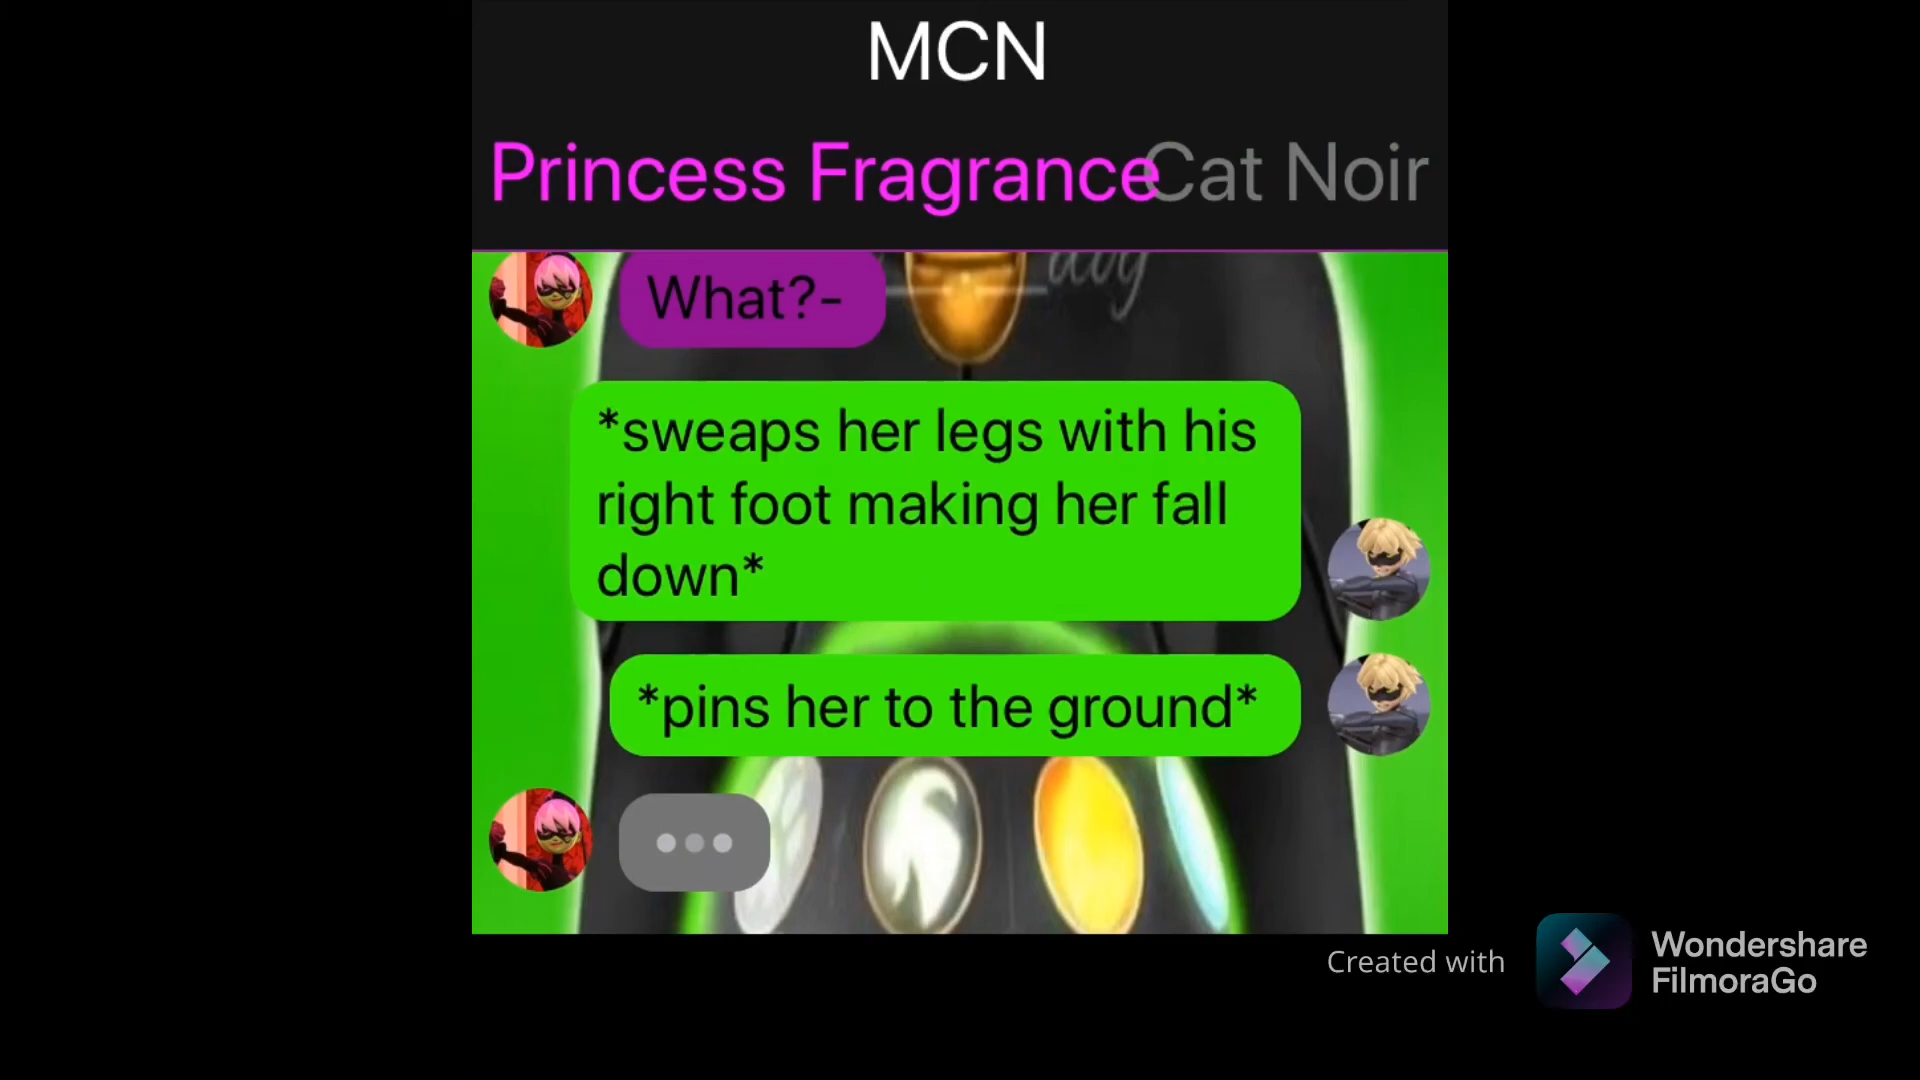 MCN
Princess Fragrance Cat Noir
What?-
*sweaps her legs with his
right foot making her fall
down*
*pins her to the ground*
Created with
Wondershare
FilmoraGo